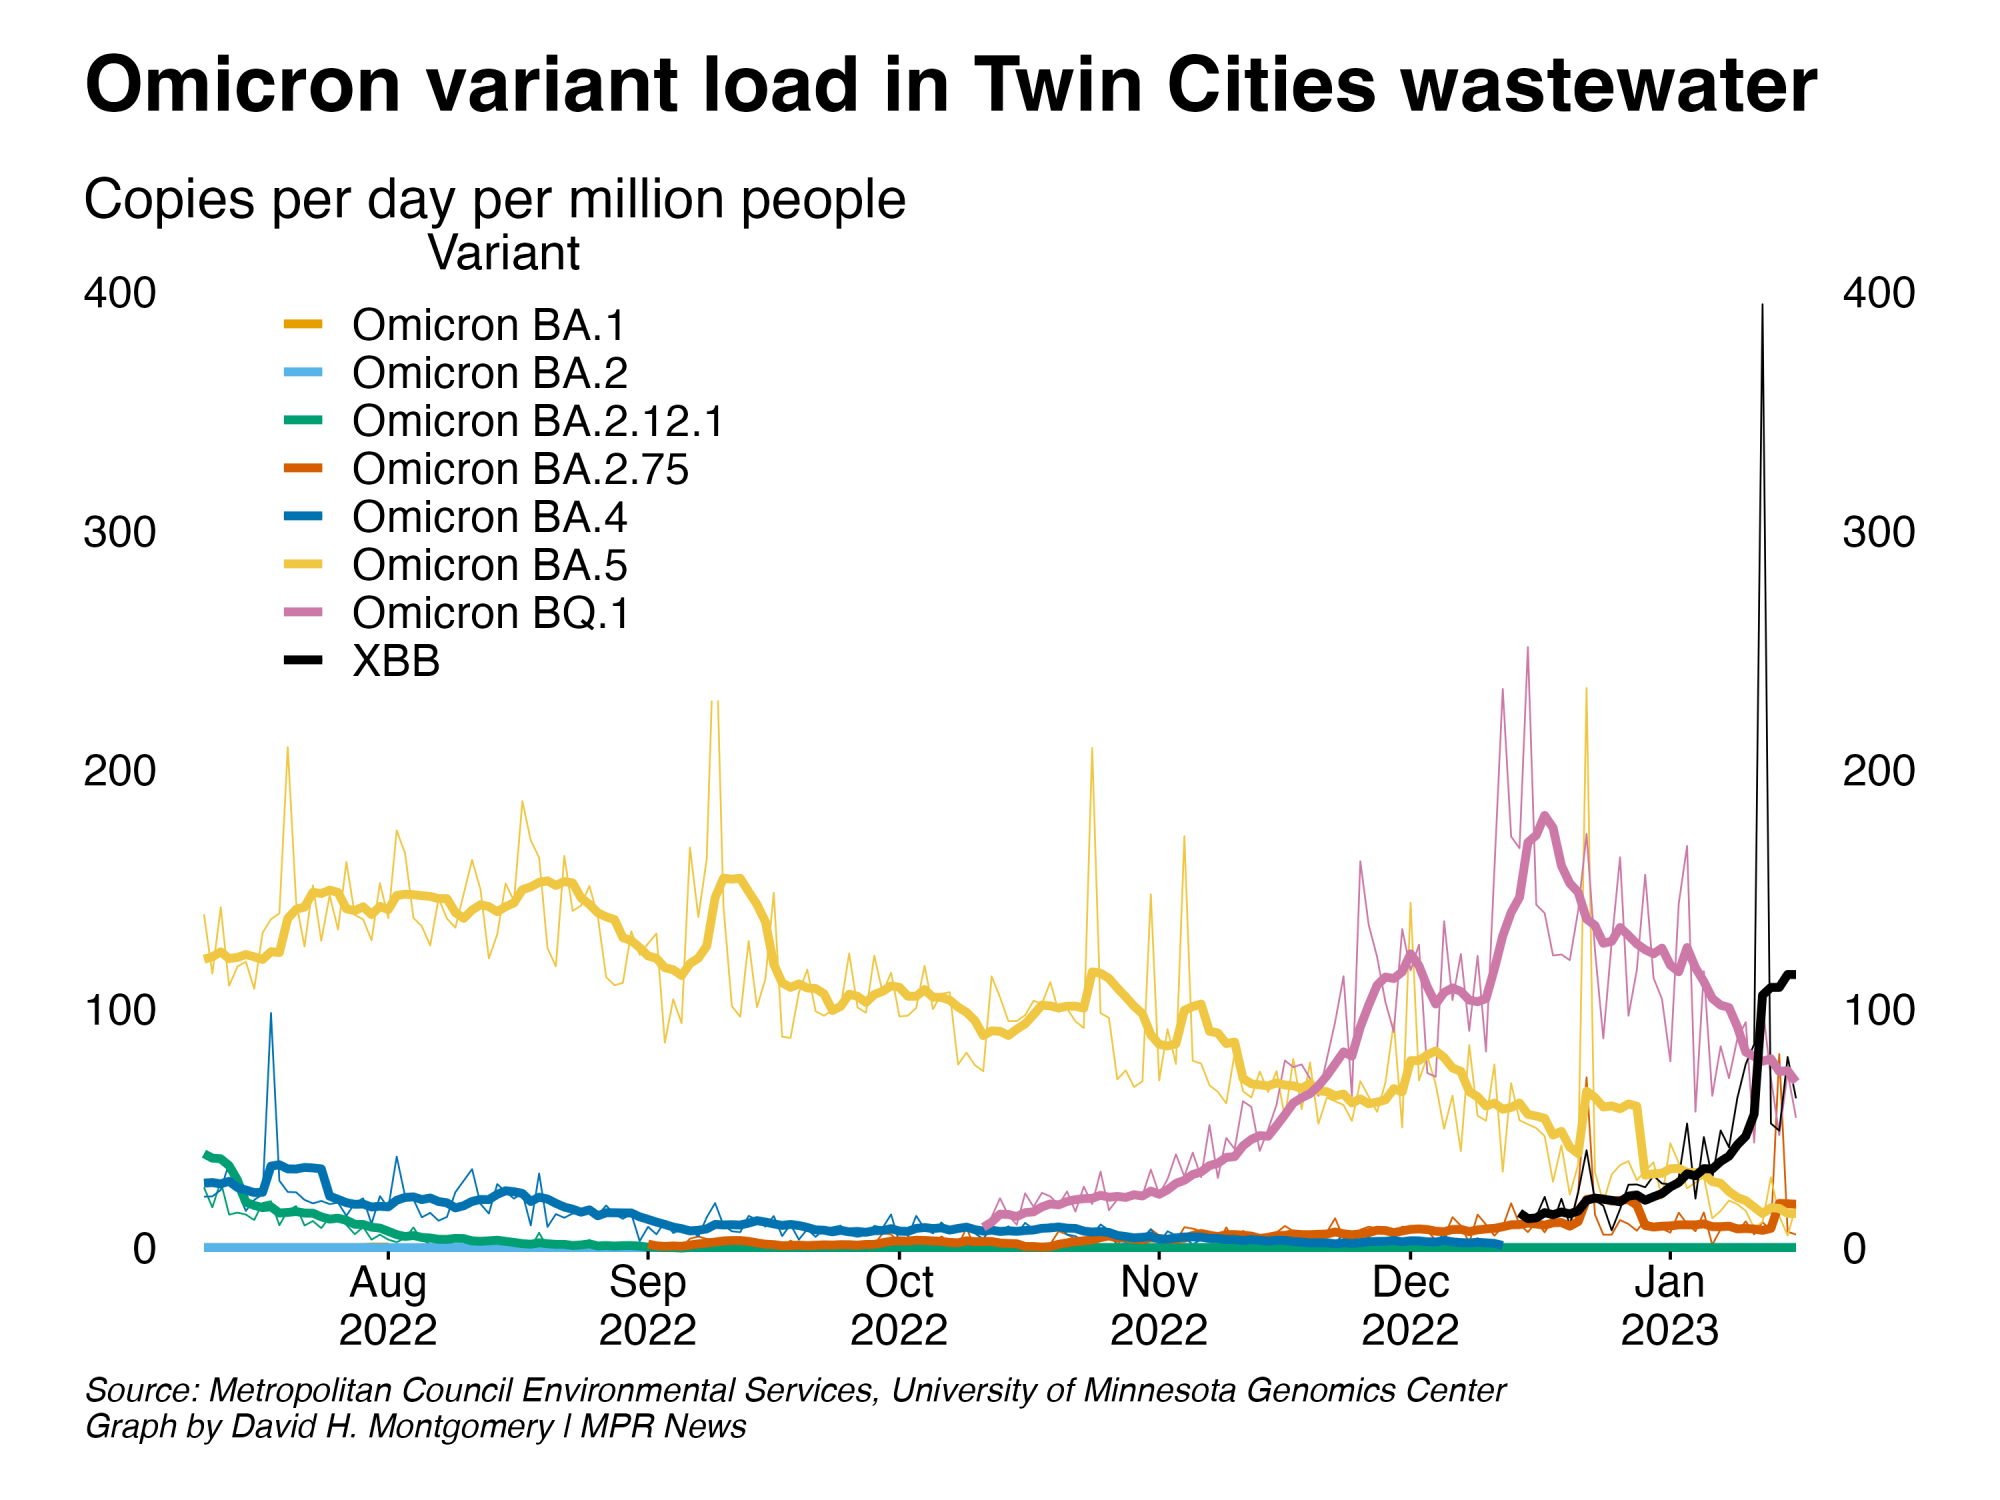 Omicron variant load in Twin Cities wastewater
Copies per day per million people
Variant
Omicron BA.1
Omicron BA.2
Omicron BA.2.12.1
Omicron BA.2.75
Omicron BA.4
Omicron BA.5
Omicron BQ.1
XBB
400 400
300 300
200 200
100 100
0 0
Aug Sep Oct Nov Dec Jan
2022 2022 2022 2022 2022 2023
Source: Metropolitan Council Environmental Services, University of Minnesota Genomics Center
Graph by David H. Montgomery | MPR News